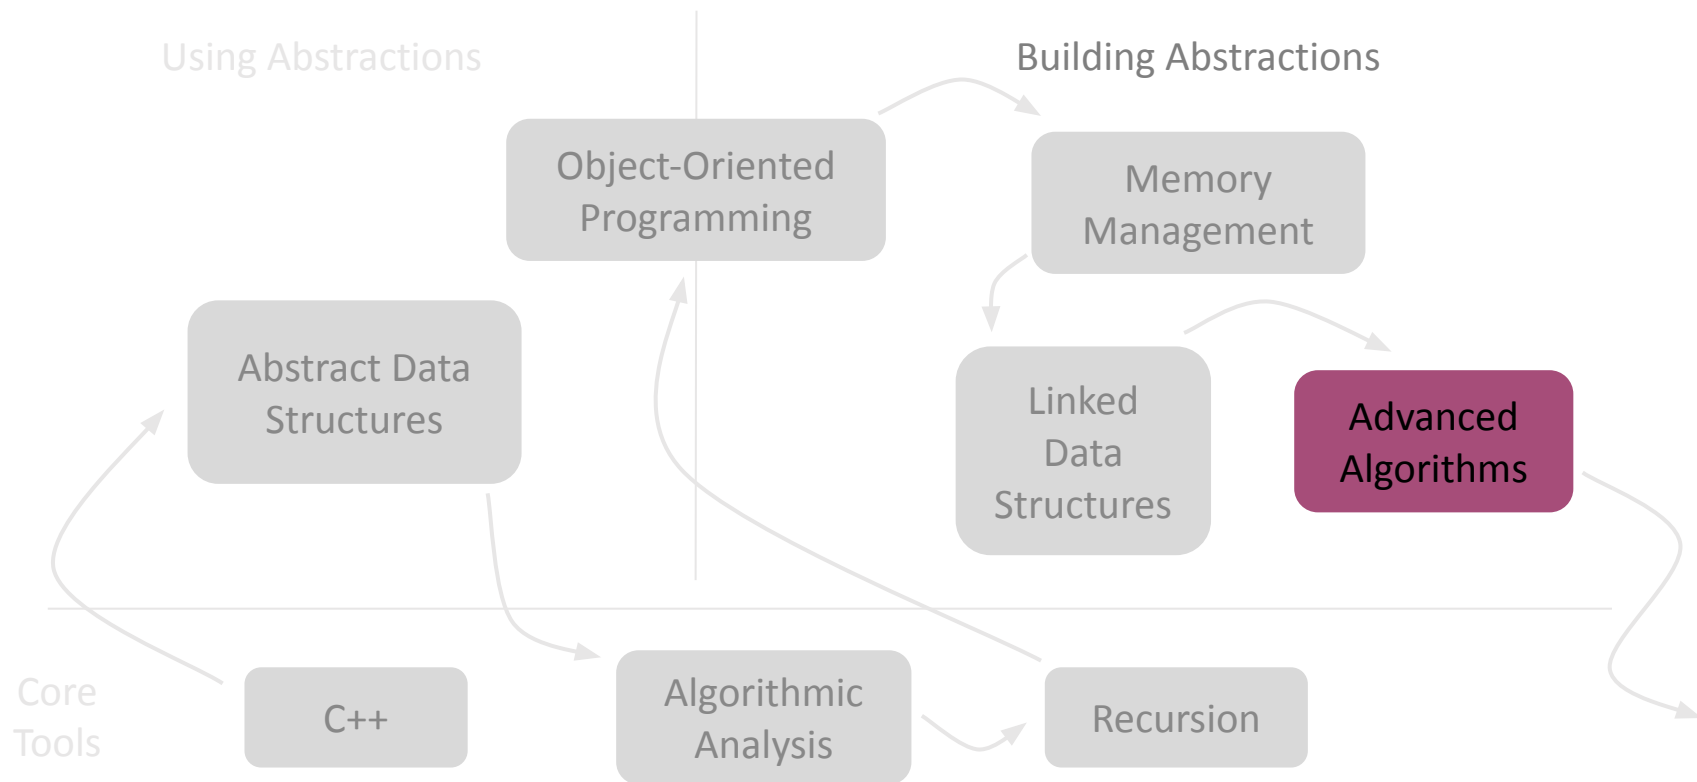 Using Abstractions
Building Abstractions
Object-Oriented
Programming
Memory
Management
Abstract Data
Structures
Linked
Data
Structures
Advanced
Algorithms
Core
Tools
C++
Algorithmic
Analysis
Recursion